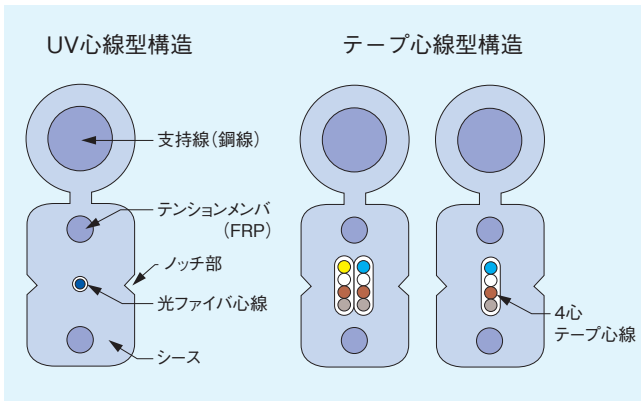 UV心線型構造
テープ心線型構造
支持線(鋼線)
テンションメンバ
(FRP)
ノッチ部
光ファイバ心線
シース
4心
テープ心線